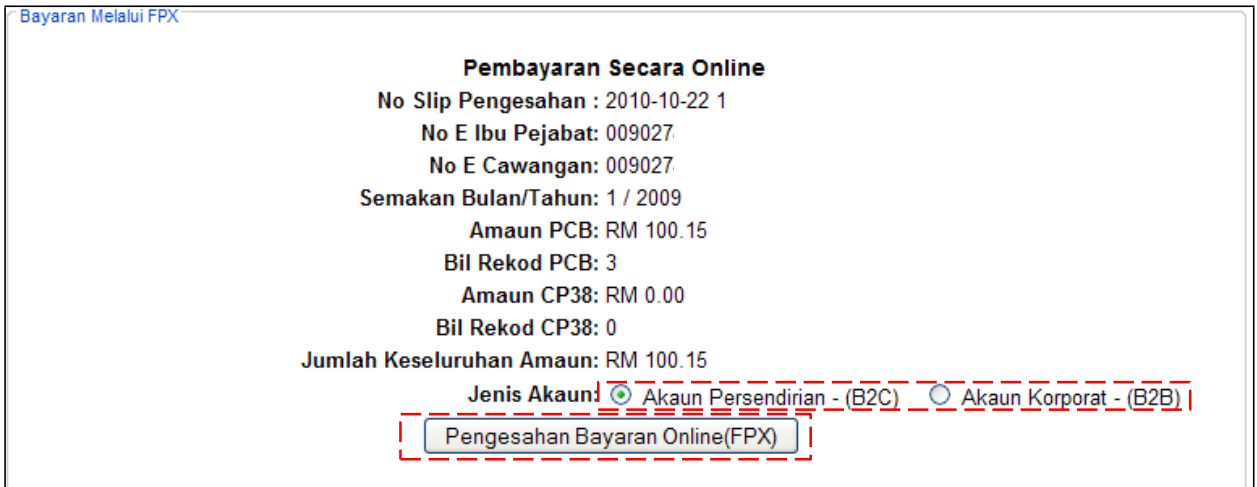 Bayaran Melalui FPX
Pembayaran Secara Online
No Slip Pengesahan : 2010-10-22 1
No E Ibu Pejabat: 009027
No E Cawangan: 009027
Semakan Bulan/Tahun: 1 / 2009
Amaun PCB: RM 100.15
Bil Rekod PCB: 3
Amaun CP38: RM 0.00
Bil Rekod CP38: 0
Jumlah Keseluruhan Amaun: RM 100.15
Jenis Akaun: Akaun Persendirian - (B2C) Akaun Korporat - (B2B)
Pengesahan Bayaran Online(FPX)